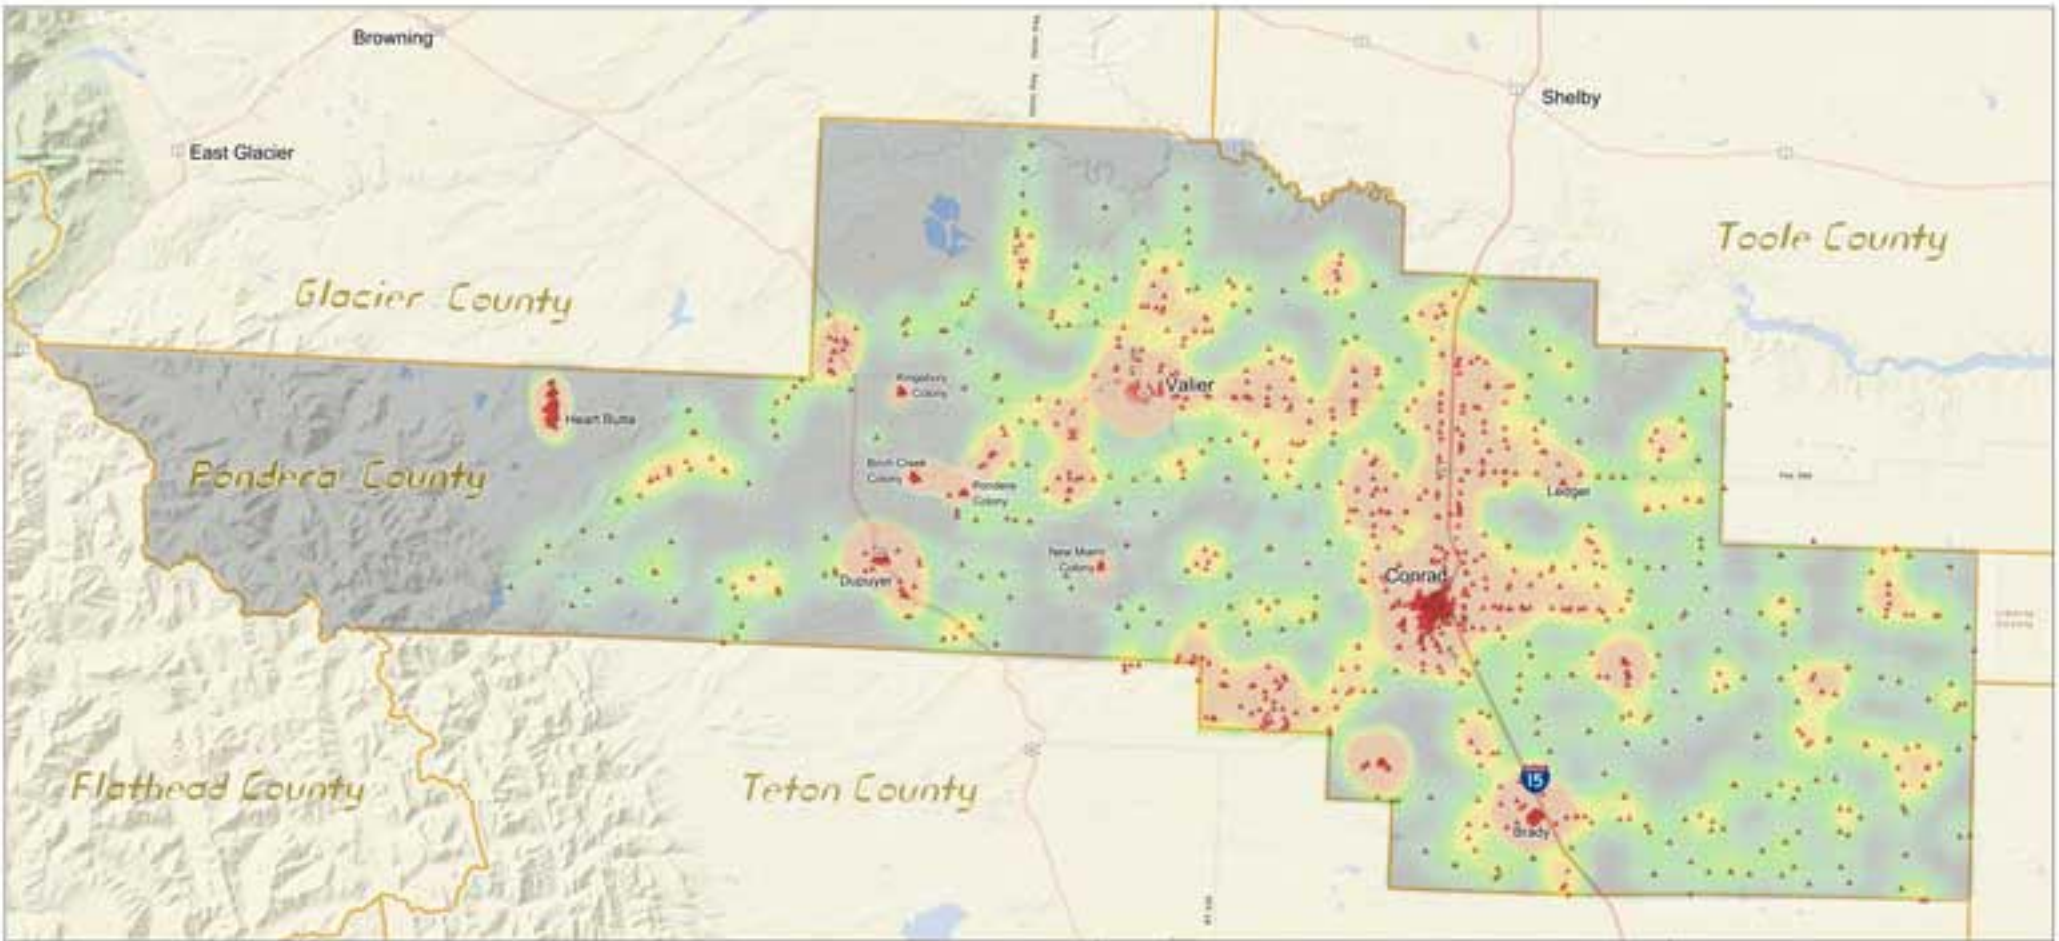 Browning
Shelby
East Glacier
Toole County
Glacier County
Kingsbury
Colony
Valier
Heart Butte
Pondera County
Birch Creek
Colony
Pondera
Colony
Ledger
New Miami
Colony
Conrad
Dupuyer
Flathead County
Teton County
15
Brady